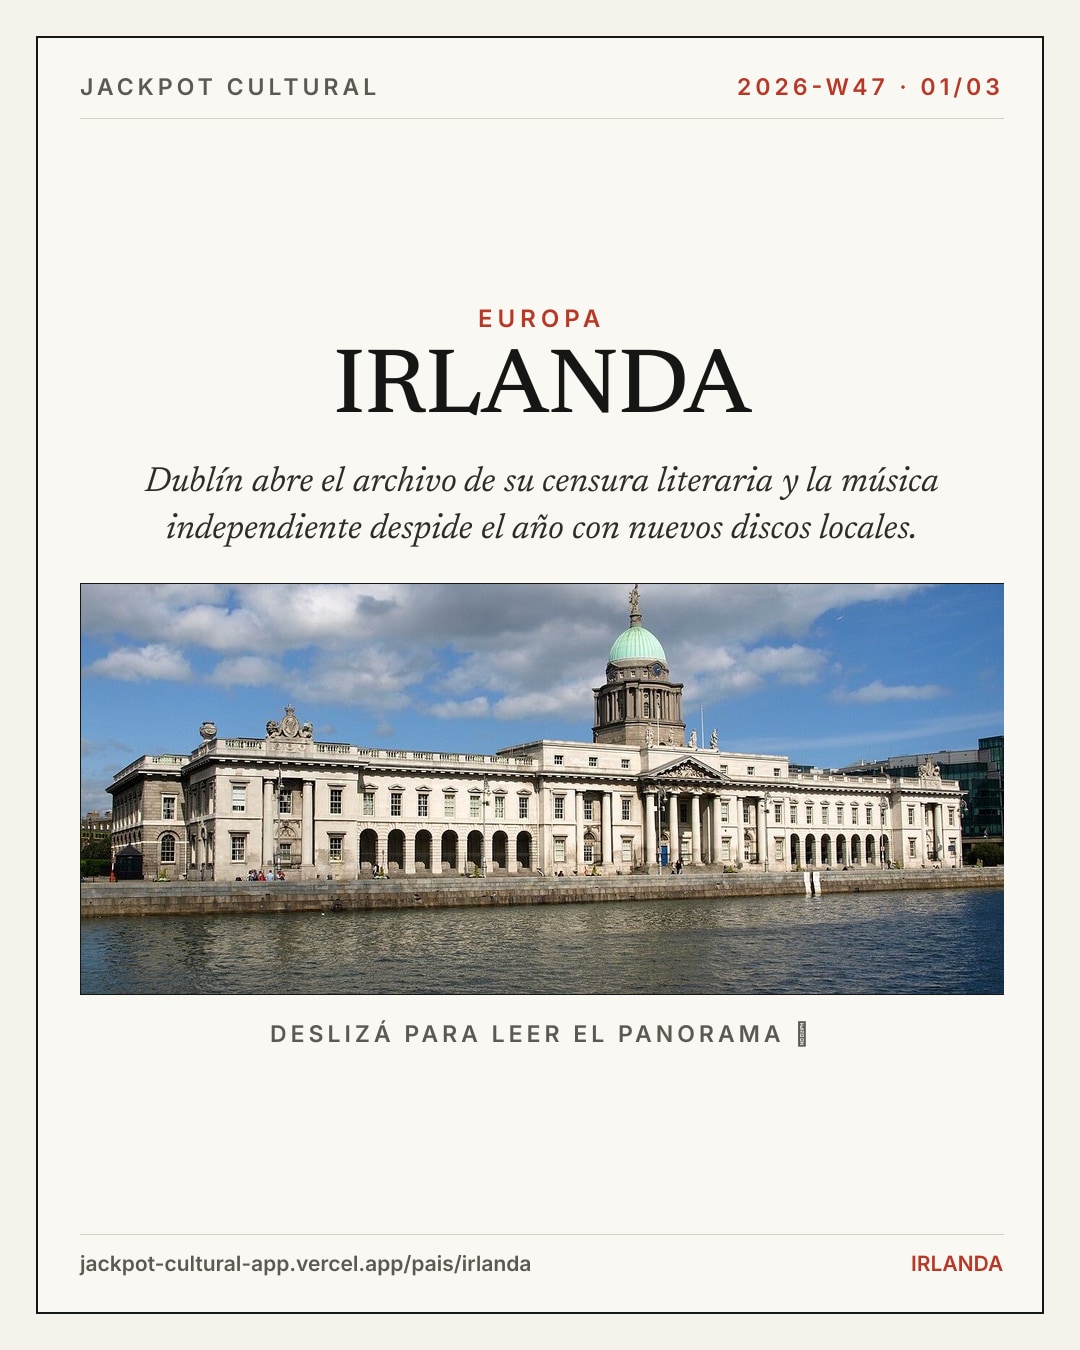 JACKPOT CULTURAL
2026-W47 · 01/03
EUROPA
IRLANDA
Dublín abre el archivo de su censura literaria y la música
independiente despide el año con nuevos discos locales.
DESLIZÁ PARA LEER EL PANORAMA
jackpot-cultural-app.vercel.app/pais/irlanda
IRLANDA